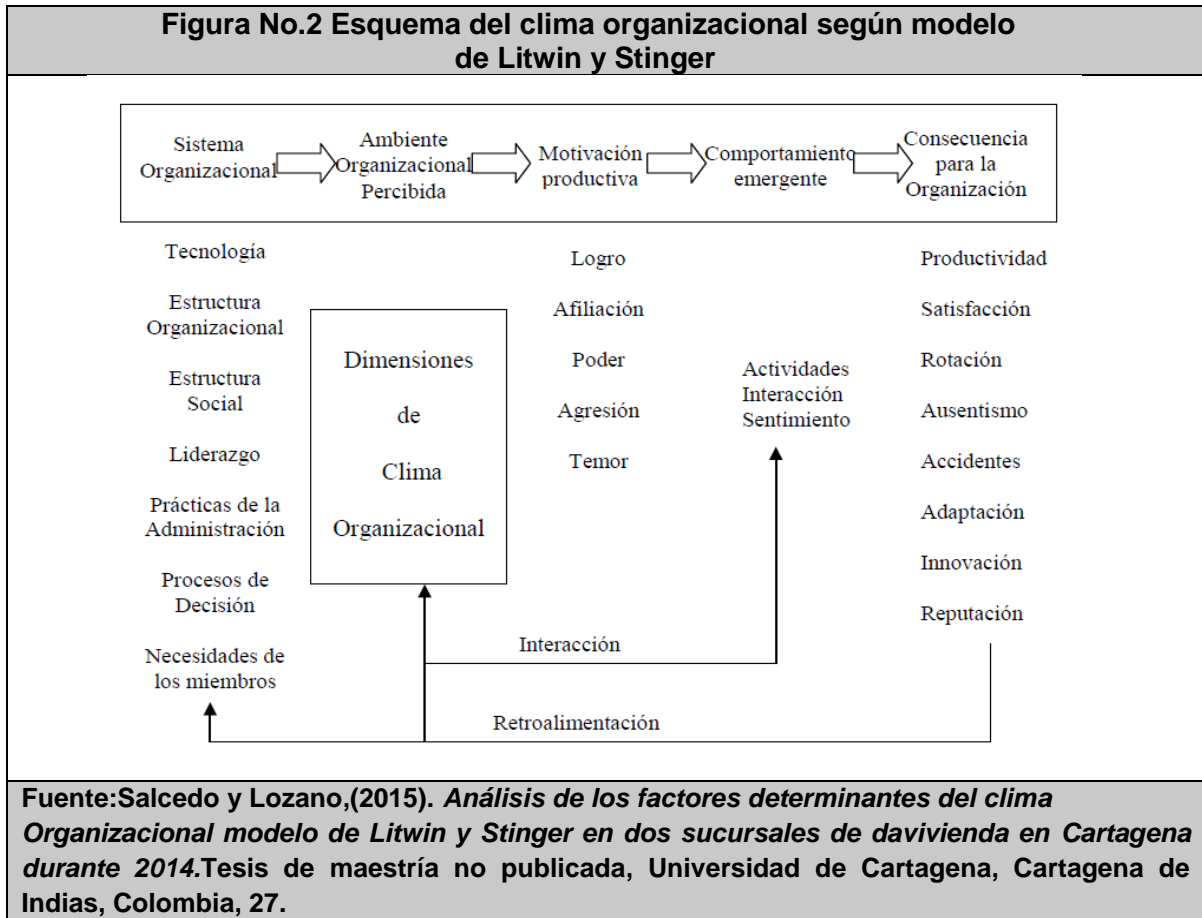 Figura No.2 Esquema del clima organizacional según modelo
de Litwin y Stinger
Sistema
Organizacional
Ambiente
Organizacional
Percibida
Motivación
productiva
Comportamiento
emergente
Consecuencia
para la
Organización
Tecnología
Estructura
Organizacional
Estructura
Social
Liderazgo
Prácticas de la
Administración
Procesos de
Decisión
Necesidades de
los miembros
Dimensiones
de
Clima
Organizacional
Logro
Afiliación
Poder
Agresión
Temor
Actividades
Interacción
Sentimiento
Productividad
Satisfacción
Rotación
Ausentismo
Accidentes
Adaptación
Innovación
Reputación
Interacción
Retroalimentación
Fuente:Salcedo y Lozano,(2015). Análisis de los factores determinantes del clima
Organizacional modelo de Litwin y Stinger en dos sucursales de davivienda en Cartagena
durante 2014.Tesis de maestría no publicada, Universidad de Cartagena, Cartagena de
Indias, Colombia, 27.